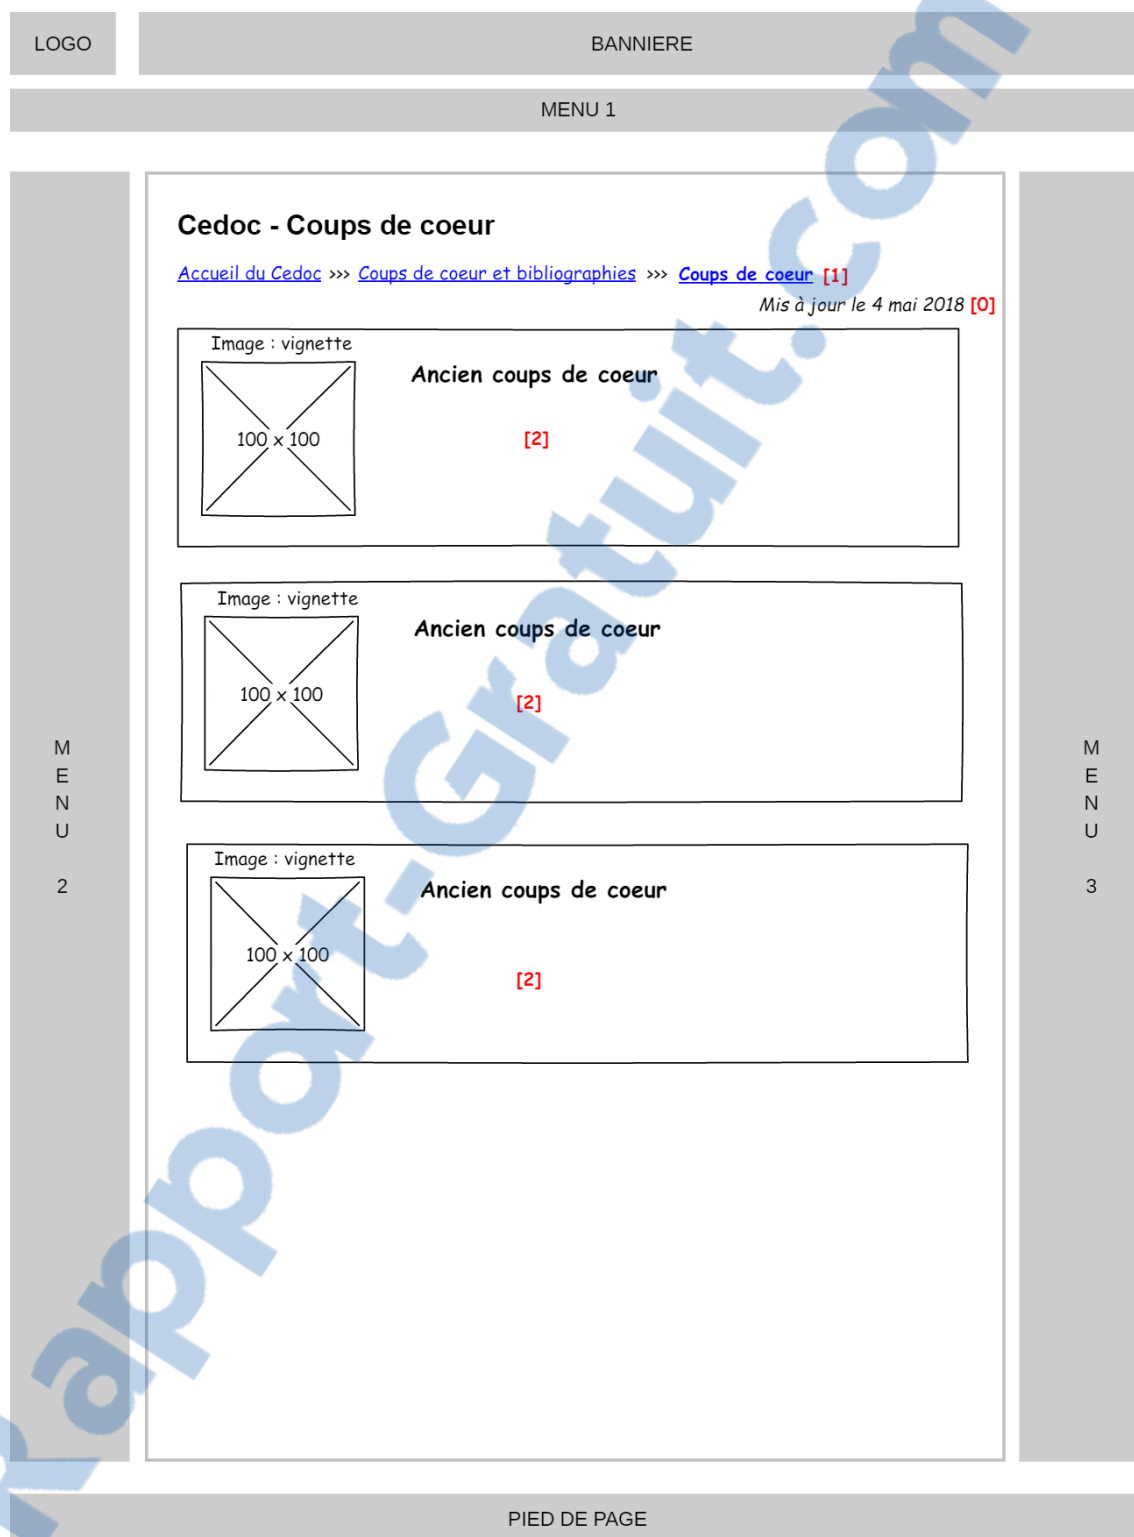 LOGO
BANNIERE
MENU 1
Cedoc - Coups de coeur
Accueil du Cedoc >>> Coups de coeur et bibliographies >>> Coups de coeur [1]
Mis à jour le 4 mai 2018 [0]
Image : vignette
Ancien coups de coeur
100 x 100
[2]
Image : vignette
Ancien coups de coeur
100 x 100
[2]
Image : vignette
Ancien coups de coeur
100 x 100
[2]
MENU 2
MENU 3
PIED DE PAGE
Rapport-Gratuit.com